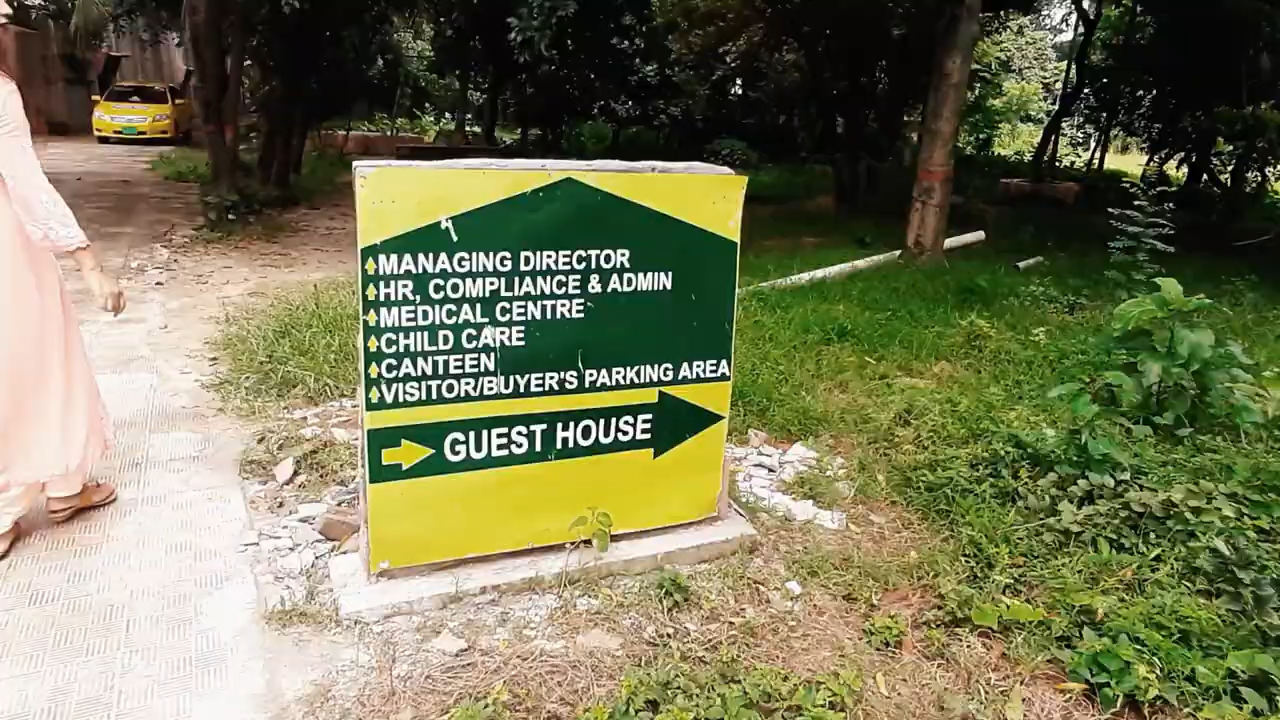 MANAGING DIRECTOR
HR, COMPLIANCE & ADMIN
MEDICAL CENTRE
CHILD CARE
CANTEEN
VISITOR/BUYER'S PARKING AREA
GUEST HOUSE